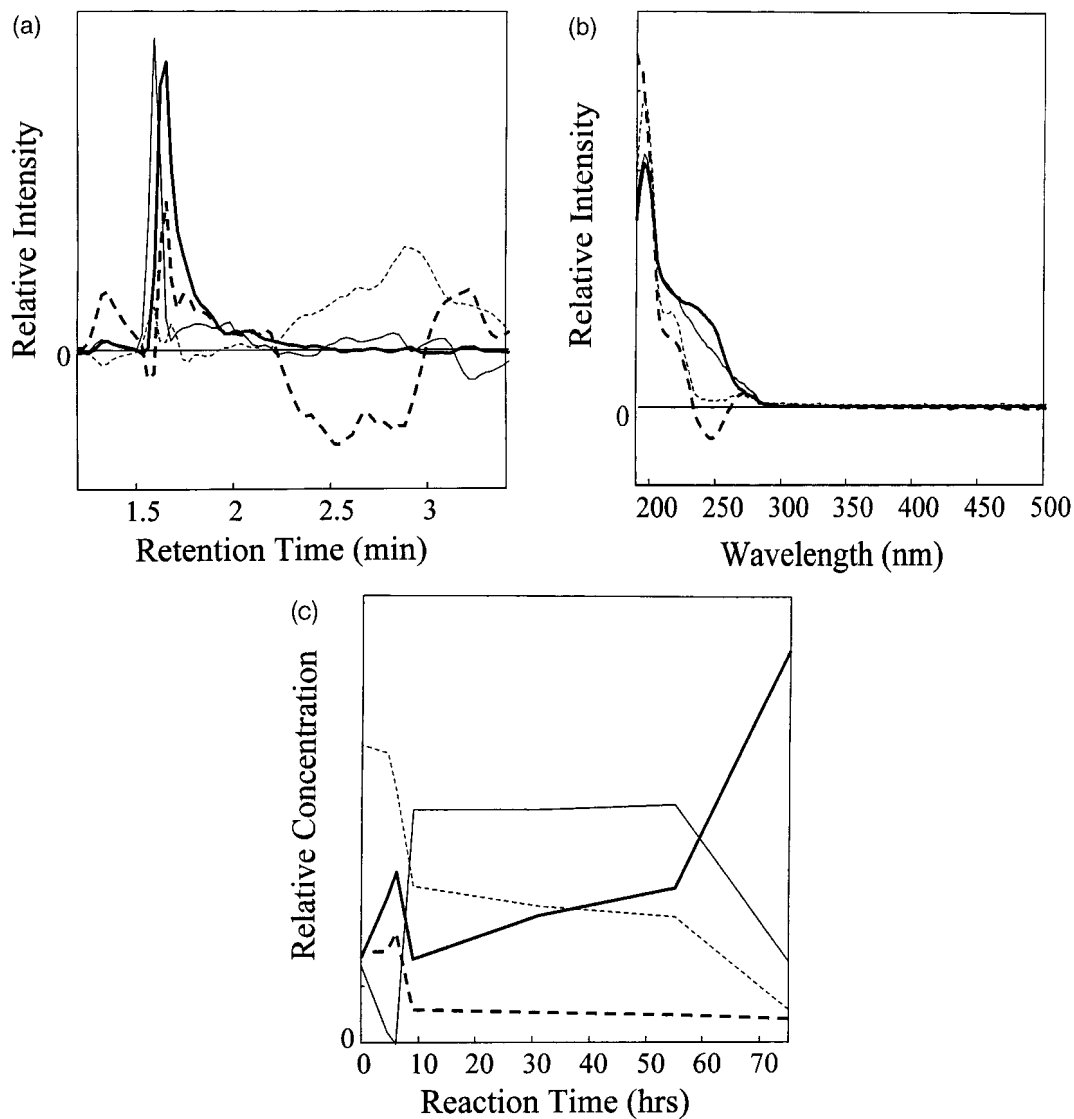 (a)
Relative Intensity
0
1.5 2 2.5 3
Retention Time (min)
(b)
Relative Intensity
0
200 250 300 350 400 450 500
Wavelength (nm)
(c)
Relative Concentration
0
0 10 20 30 40 50 60 70
Reaction Time (hrs)